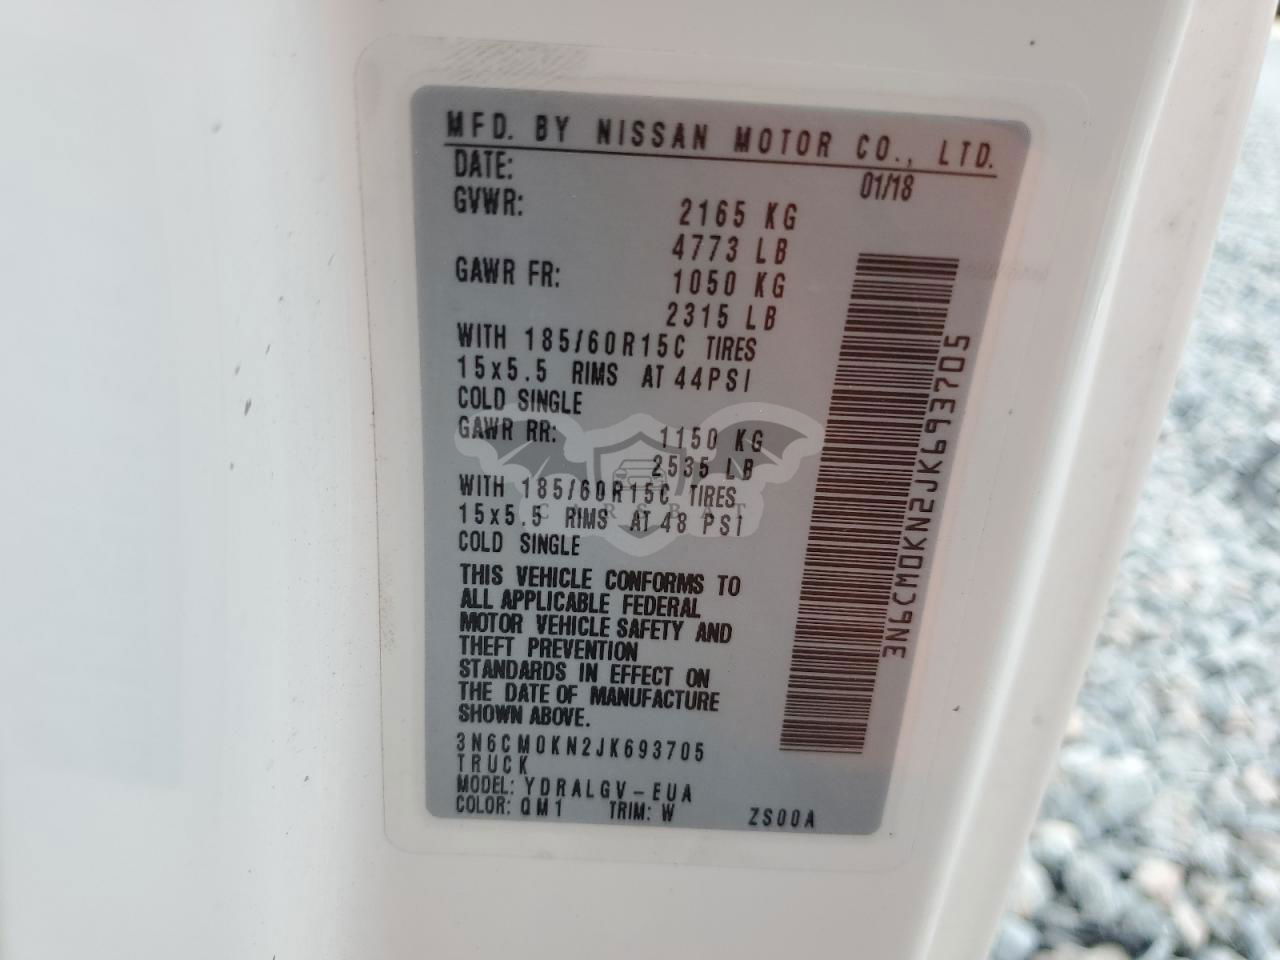 MFD. BY NISSAN MOTOR CO., LTD.
DATE: 01/18
GVWR: 2165 KG
4773 LB
GAWR FR: 1050 KG
2315 LB
WITH 185/60R15C TIRES
15x5.5 RIMS AT 44PSI
COLD SINGLE
GAWR RR: 1150 KG
2535 LB
WITH 185/60R15C TIRES
15x5.5 RIMS AT 48 PSI
COLD SINGLE
THIS VEHICLE CONFORMS TO
ALL APPLICABLE FEDERAL
MOTOR VEHICLE SAFETY AND
THEFT PREVENTION
STANDARDS IN EFFECT ON
THE DATE OF MANUFACTURE
SHOWN ABOVE.
3N6CM0KN2JK693705
TRUCK
MODEL: YDRALGV-EUA
COLOR: QM1 TRIM: W ZS00A
3N6CM0KN2JK693705
CARSBAT